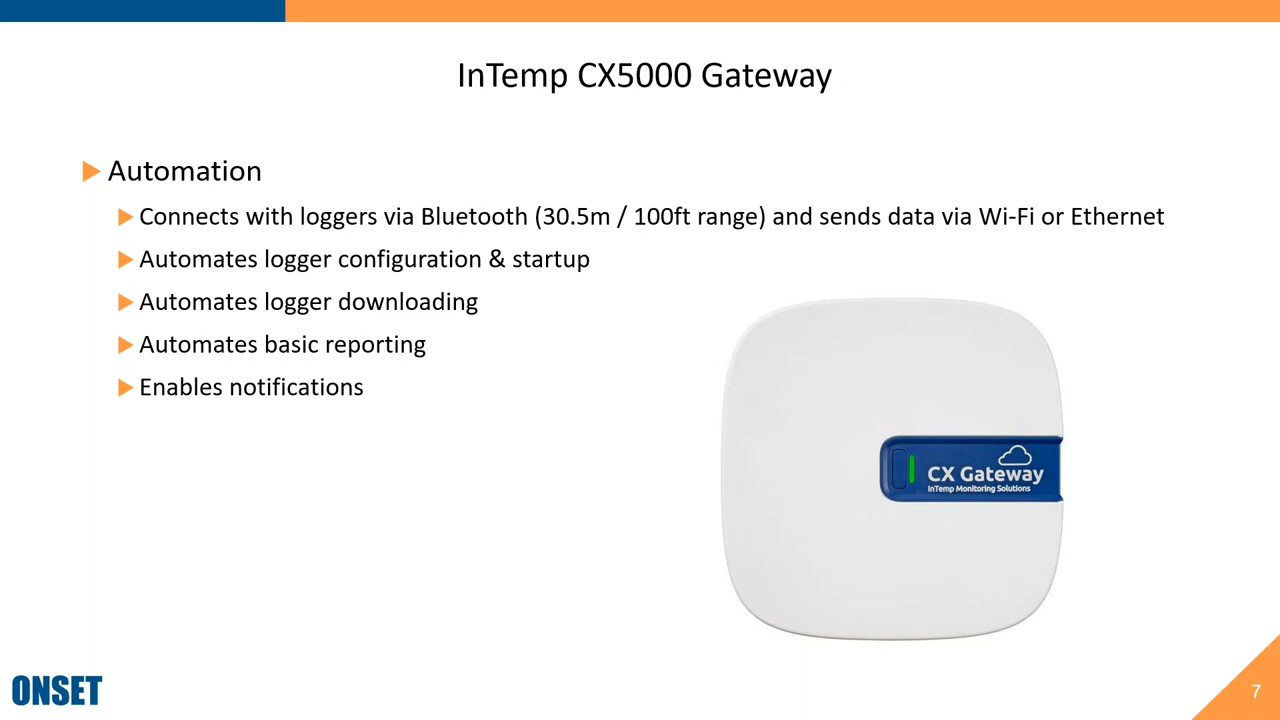 InTemp CX5000 Gateway
Automation
Connects with loggers via Bluetooth (30.5m / 100ft range) and sends data via Wi-Fi or Ethernet
Automates logger configuration & startup
Automates logger downloading
Automates basic reporting
Enables notifications
CX Gateway
InTemp Monitoring Solutions
ONSET
7